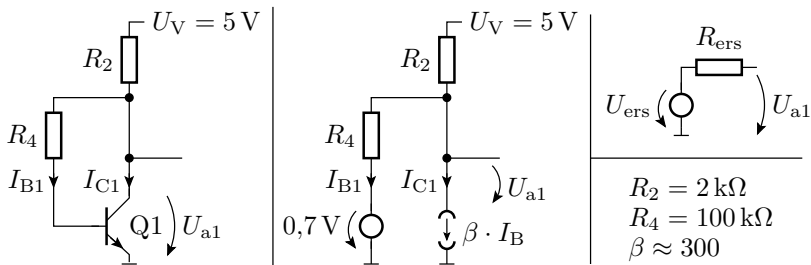 U_V = 5 V
R_2
R_4
I_B1
I_C1
Q1
U_a1
U_V = 5 V
R_2
R_4
I_B1
I_C1
U_a1
0,7 V
β · I_B
R_ers
U_ers
U_a1
R_2 = 2 kΩ
R_4 = 100 kΩ
β ≈ 300